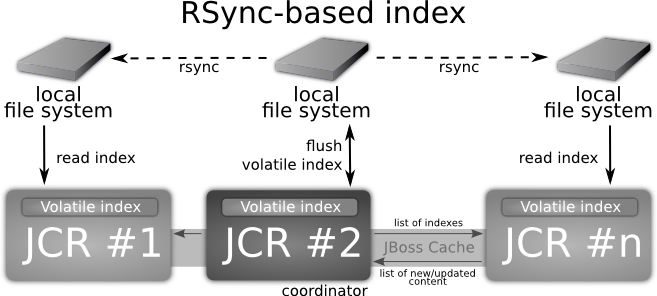 RSync-based index
rsync
rsync
local
file system
local
file system
local
file system
read index
flush
volatile index
read index
Volatile index
JCR #1
Volatile index
JCR #2
list of indexes
JBoss Cache
list of new/updated
content
Volatile index
JCR #n
coordinator